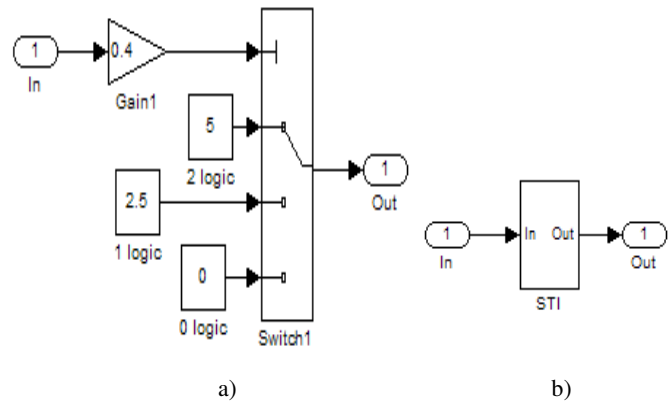 1
In
0.4
Gain1
5
2 logic
2.5
1 logic
0
0 logic
Switch1
1
Out
a)
1
In
In Out
STI
1
Out
b)